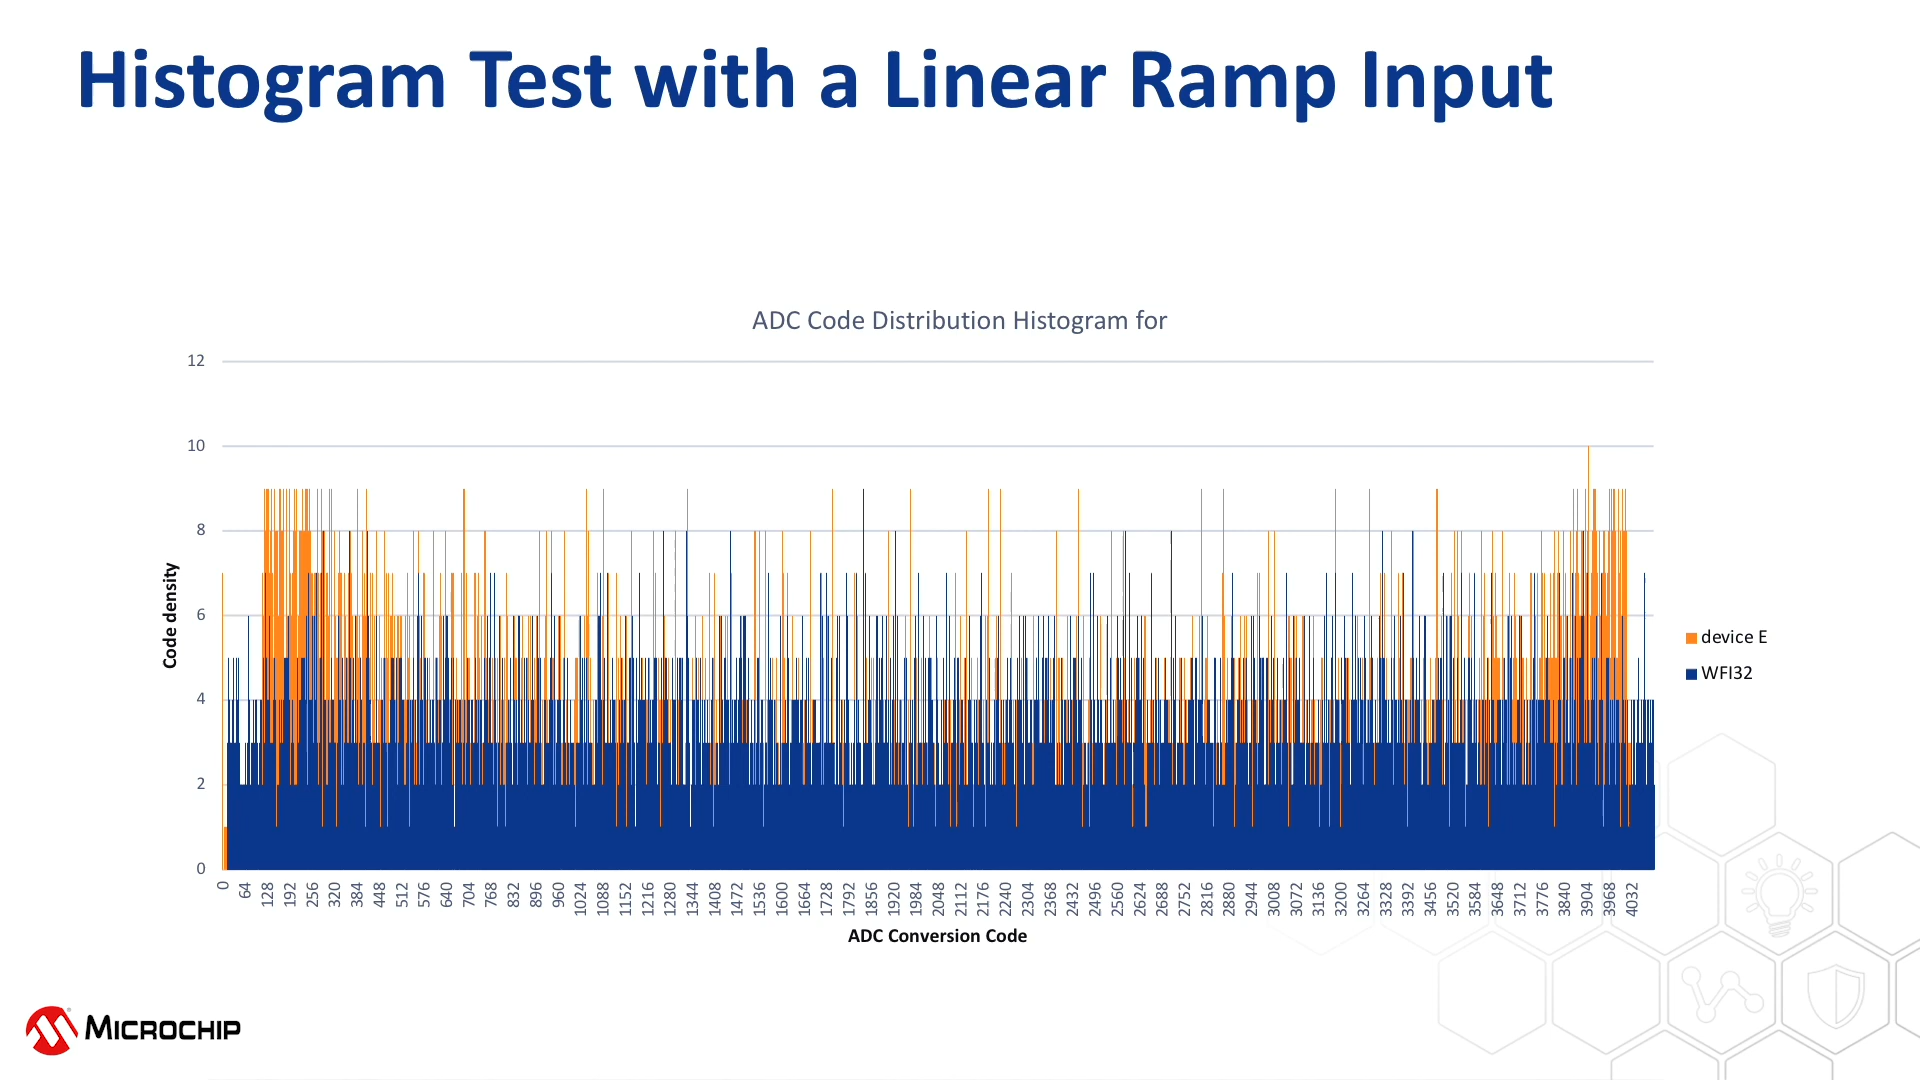 Histogram Test with a Linear Ramp Input
ADC Code Distribution Histogram for
12
10
8
6
4
2
0
Code density
0 64 128 192 256 320 384 448 512 576 640 704 768 832 896 960 1024 1088 1152 1216 1280 1344 1408 1472 1536 1600 1664 1728 1792 1856 1920 1984 2048 2112 2176 2240 2304 2368 2432 2496 2560 2624 2688 2752 2816 2880 2944 3008 3072 3136 3200 3264 3328 3392 3456 3520 3584 3648 3712 3776 3840 3904 3968 4032
ADC Conversion Code
device E
WFI32
MICROCHIP